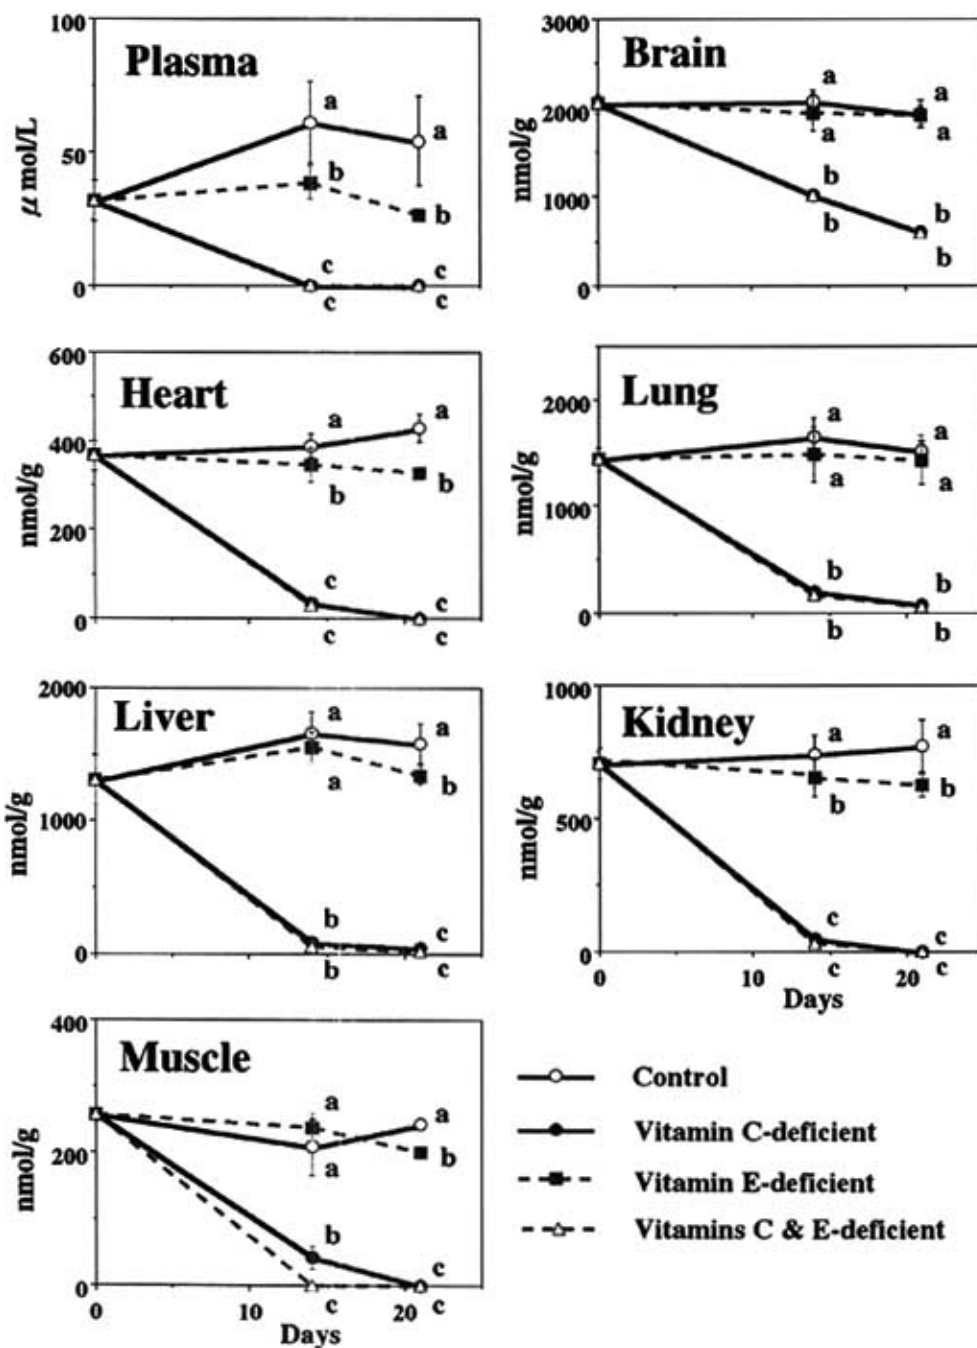 Plasma
μ mol/L
100
50
0
a
a
b
b
c
c
c
c
Brain
nmol/g
3000
2000
1000
0
a
a
a
a
b
b
b
b
Heart
nmol/g
600
400
200
0
a
a
b
b
c
c
c
c
Lung
nmol/g
2000
1000
0
a
a
a
a
b
b
b
b
Liver
nmol/g
2000
1000
0
a
a
a
b
b
c
b
c
Kidney
nmol/g
1000
500
0
a
a
b
b
c
c
c
c
0 10 20
Days
Muscle
nmol/g
400
200
0
a
a
a
b
b
c
c
c
0 10 20
Days
Control
Vitamin C-deficient
Vitamin E-deficient
Vitamins C & E-deficient